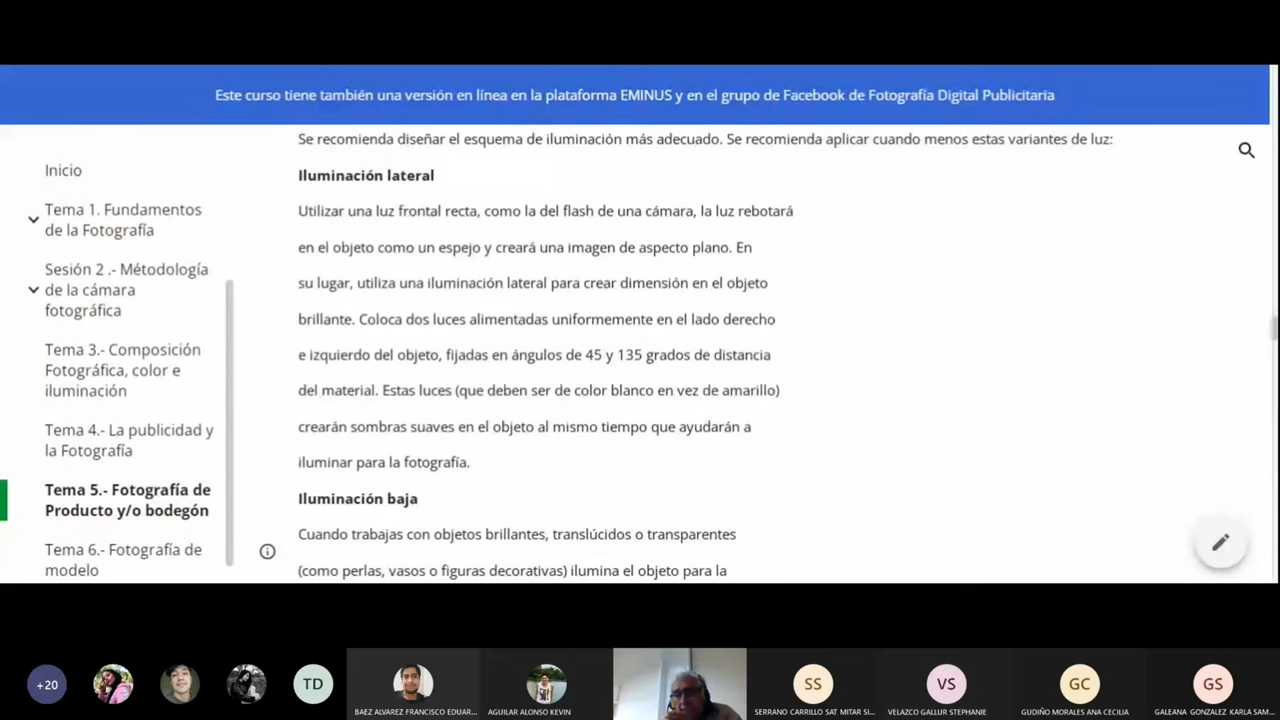 Este curso tiene también una versión en línea en la plataforma EMINUS y en el grupo de Facebook de Fotografía Digital Publicitaria
Inicio
Tema 1. Fundamentos
de la Fotografía
Sesión 2 .- Métodología
de la cámara
fotográfica
Tema 3.- Composición
Fotográfica, color e
iluminación
Tema 4.- La publicidad y
la Fotografía
Tema 5.- Fotografía de
Producto y/o bodegón
Tema 6.- Fotografía de
modelo
Se recomienda diseñar el esquema de iluminación más adecuado. Se recomienda aplicar cuando menos estas variantes de luz:
Iluminación lateral
Utilizar una luz frontal recta, como la del flash de una cámara, la luz rebotará
en el objeto como un espejo y creará una imagen de aspecto plano. En
su lugar, utiliza una iluminación lateral para crear dimensión en el objeto
brillante. Coloca dos luces alimentadas uniformemente en el lado derecho
e izquierdo del objeto, fijadas en ángulos de 45 y 135 grados de distancia
del material. Estas luces (que deben ser de color blanco en vez de amarillo)
crearán sombras suaves en el objeto al mismo tiempo que ayudarán a
iluminar para la fotografía.
Iluminación baja
Cuando trabajas con objetos brillantes, translúcidos o transparentes
(como perlas, vasos o figuras decorativas) ilumina el objeto para la
+20
TD
BAEZ ALVAREZ FRANCISCO EDUAR...
AGUILAR ALONSO KEVIN
SS
SERRANO CARRILLO SAT MITAR SI...
VS
VELAZCO GALLUR STEPHANIE
GC
GUDIÑO MORALES ANA CECILIA
GS
GALEANA GONZALEZ KARLA SAM...